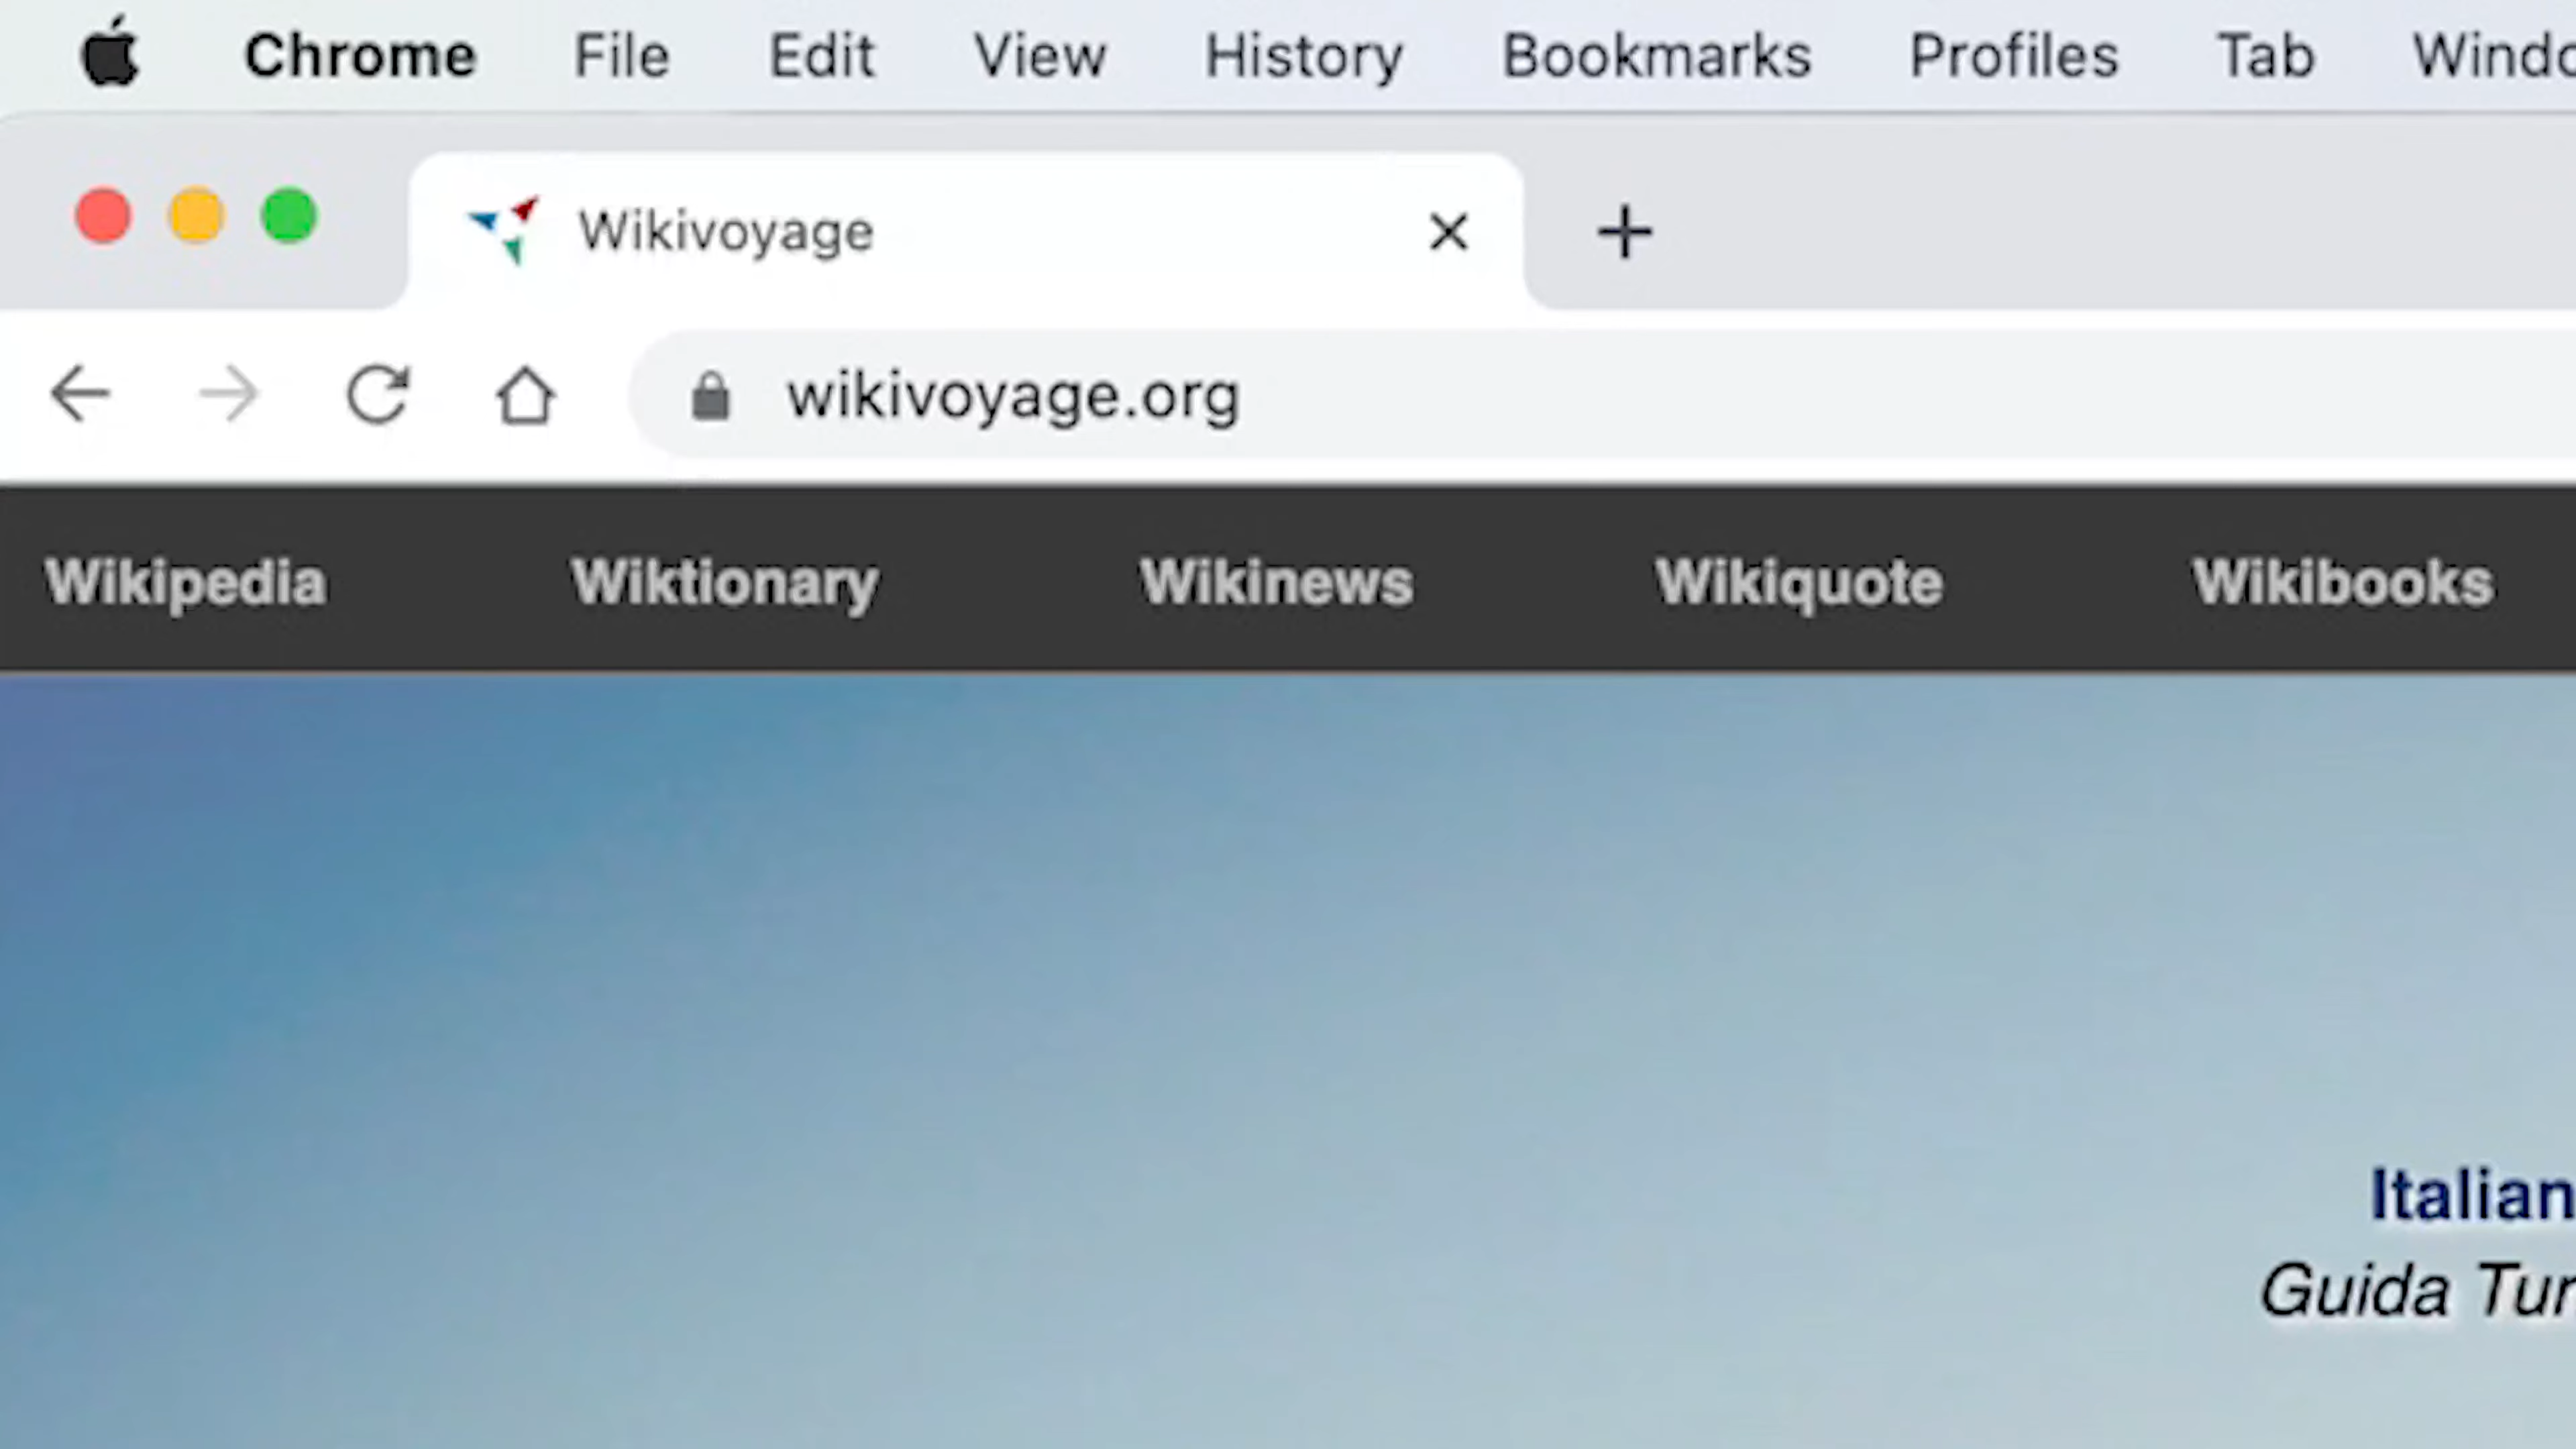 Chrome File Edit View History Bookmarks Profiles Tab
Wikivoyage
wikivoyage.org
Wikipedia Wiktionary Wikinews Wikiquote Wikibooks
Italian
Guida Tur